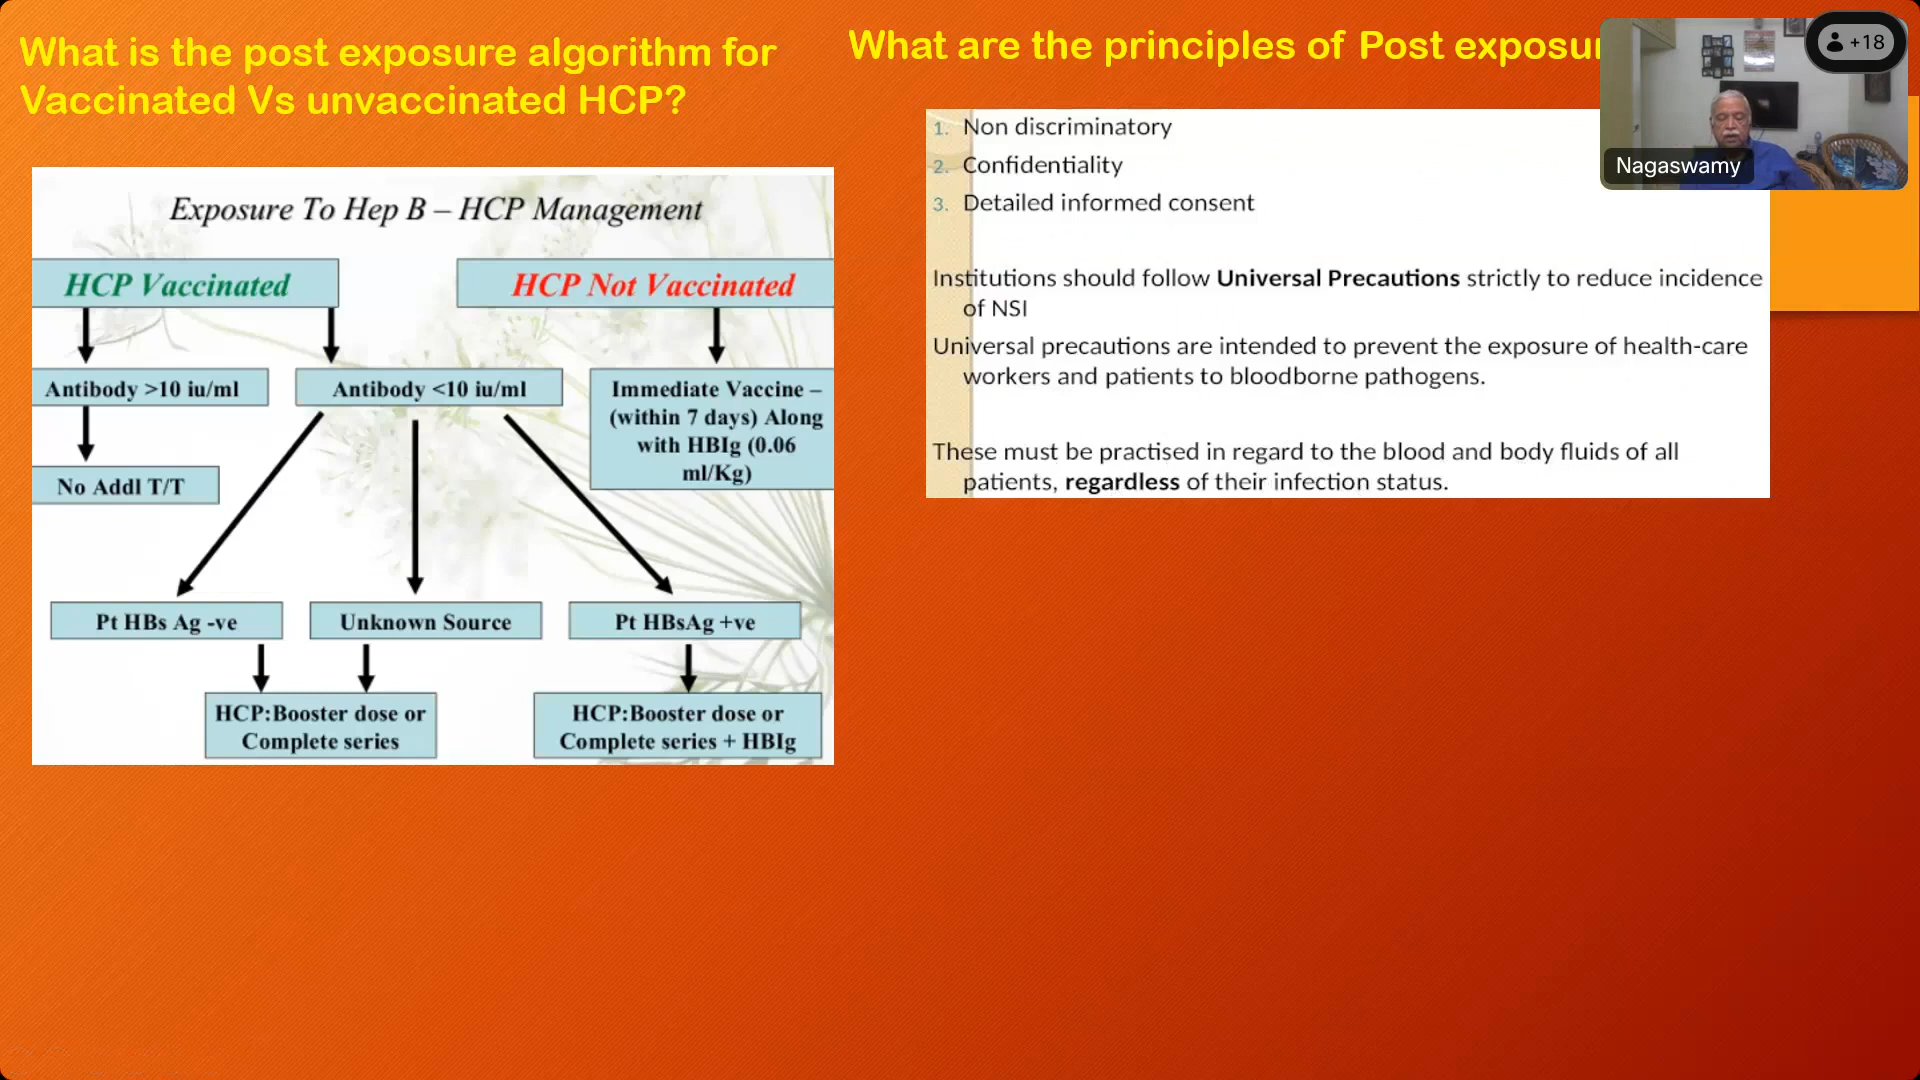 What is the post exposure algorithm for
Vaccinated Vs unvaccinated HCP?
Exposure To Hep B – HCP Management
HCP Vaccinated
HCP Not Vaccinated
Antibody >10 iu/ml
Antibody <10 iu/ml
Immediate Vaccine –
(within 7 days) Along
with HBIg (0.06
ml/Kg)
No Addl T/T
Pt HBs Ag -ve
Unknown Source
Pt HBsAg +ve
HCP:Booster dose or
Complete series
HCP:Booster dose or
Complete series + HBIg
What are the principles of Post exposur
1. Non discriminatory
2. Confidentiality
3. Detailed informed consent
Institutions should follow Universal Precautions strictly to reduce incidence
of NSI
Universal precautions are intended to prevent the exposure of health-care
workers and patients to bloodborne pathogens.
These must be practised in regard to the blood and body fluids of all
patients, regardless of their infection status.
+18
Nagaswamy